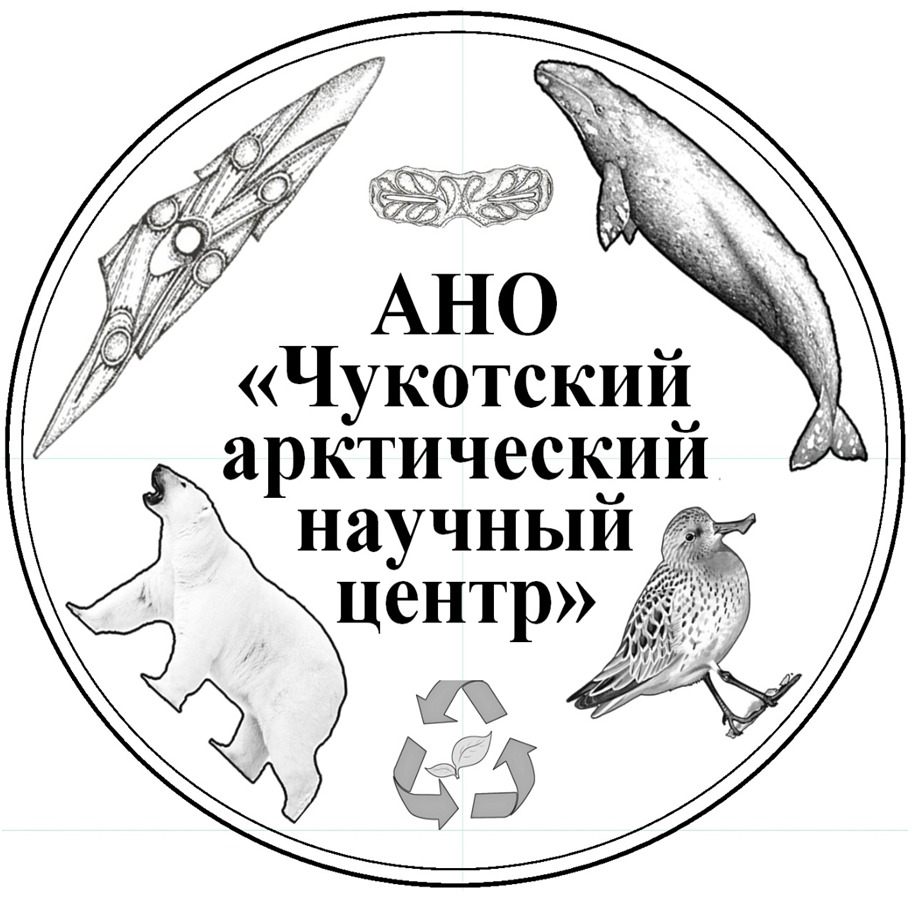 АНО
«Чукотский
арктический
научный
центр»